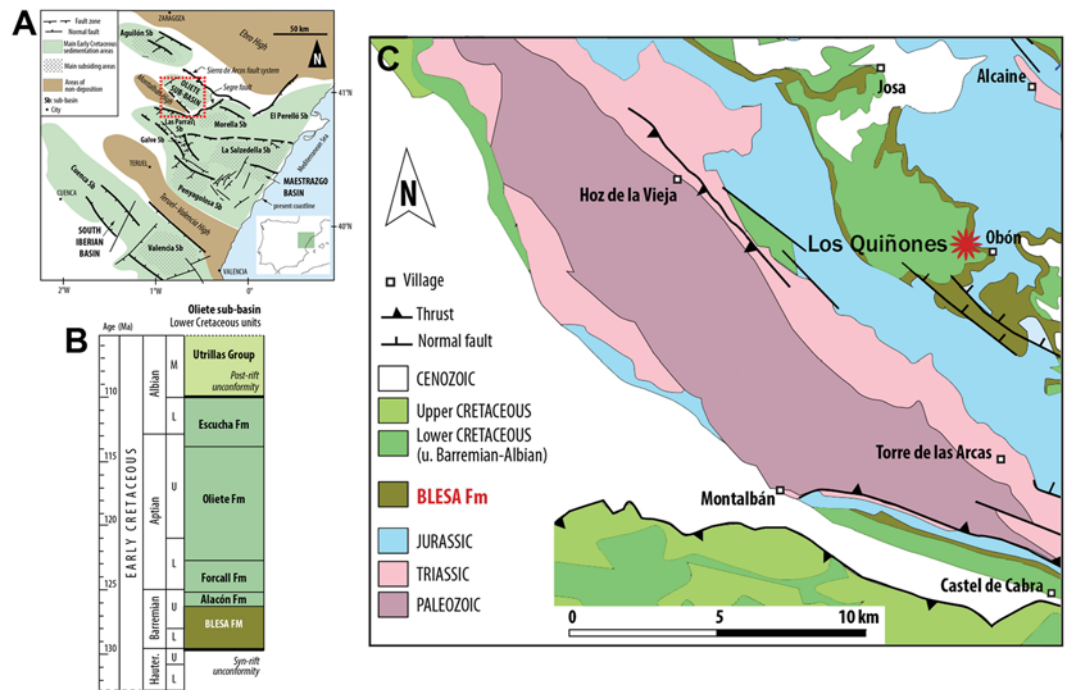 A
Fault zone
Normal fault
Main Early Cretaceous
sedimentation areas
Main subsiding areas
Areas of
non-deposition
Sb: sub-basin
City
ZARAGOZA
50 km
N
Aguilón Sb
Ebro High
Sierra de Arcos fault system
OLIETE
SUB-BASIN
Segre fault
41°N
Las Parras
Sb
Morella Sb
El Perelló Sb
Galve Sb
La Salzedella Sb
Mediterranean Sea
TERUEL
Penyagolosa Sb
MAESTRAZGO
BASIN
present coastline
Cuenca Sb
CUENCA
Teruel-Valencia High
40°N
SOUTH
IBERIAN
BASIN
Valencia Sb
VALENCIA
2°W
1°W
0°
B
Oliete sub-basin
Lower Cretaceous units
Age (Ma)
110
115
120
125
130
EARLY CRETACEOUS
Albian
M
L
Aptian
U
L
Barremian
U
L
Hauter.
U
L
Utrillas Group
Post-rift
unconformity
Escucha Fm
Oliete Fm
Forcall Fm
Alacón Fm
BLESA FM
Syn-rift
unconformity
C
N
Village
Thrust
Normal fault
CENOZOIC
Upper CRETACEOUS
Lower CRETACEOUS
(u. Barremian-Albian)
BLESA Fm
JURASSIC
TRIASSIC
PALEOZOIC
Josa
Alcaine
Hoz de la Vieja
Los Quiñones
Obón
Torre de las Arcas
Montalbán
Castel de Cabra
0
5
10 km